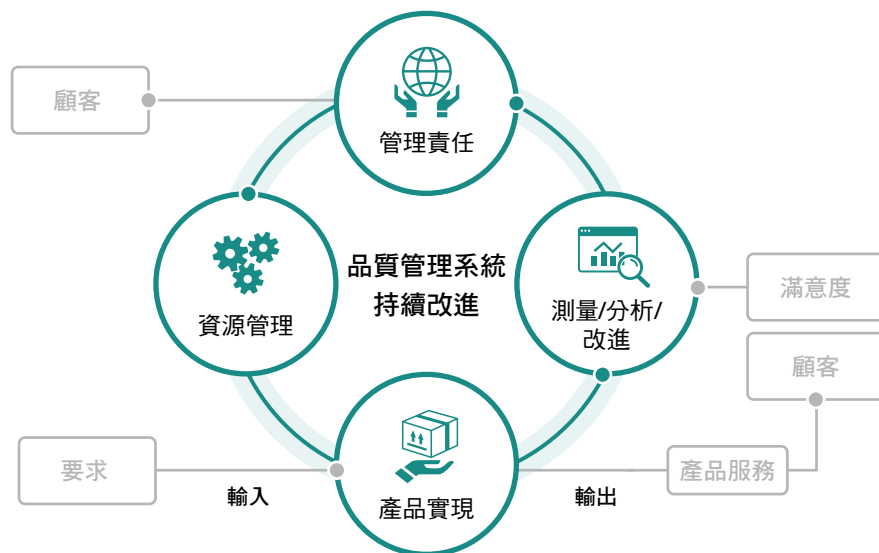 顧客
管理責任
資源管理
品質管理系統
持續改進
測量/分析/
改進
滿意度
顧客
要求
輸入
產品實現
輸出
產品服務